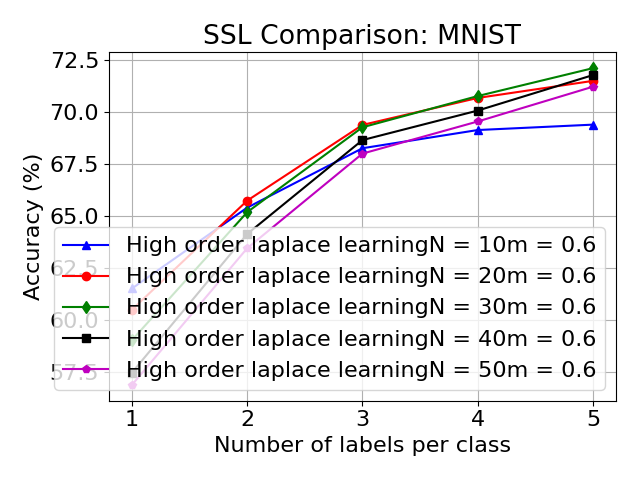 SSL Comparison: MNIST
Accuracy (%)
72.5
70.0
67.5
65.0
62.5
60.0
57.5
High order laplace learningN = 10m = 0.6
High order laplace learningN = 20m = 0.6
High order laplace learningN = 30m = 0.6
High order laplace learningN = 40m = 0.6
High order laplace learningN = 50m = 0.6
1 2 3 4 5
Number of labels per class